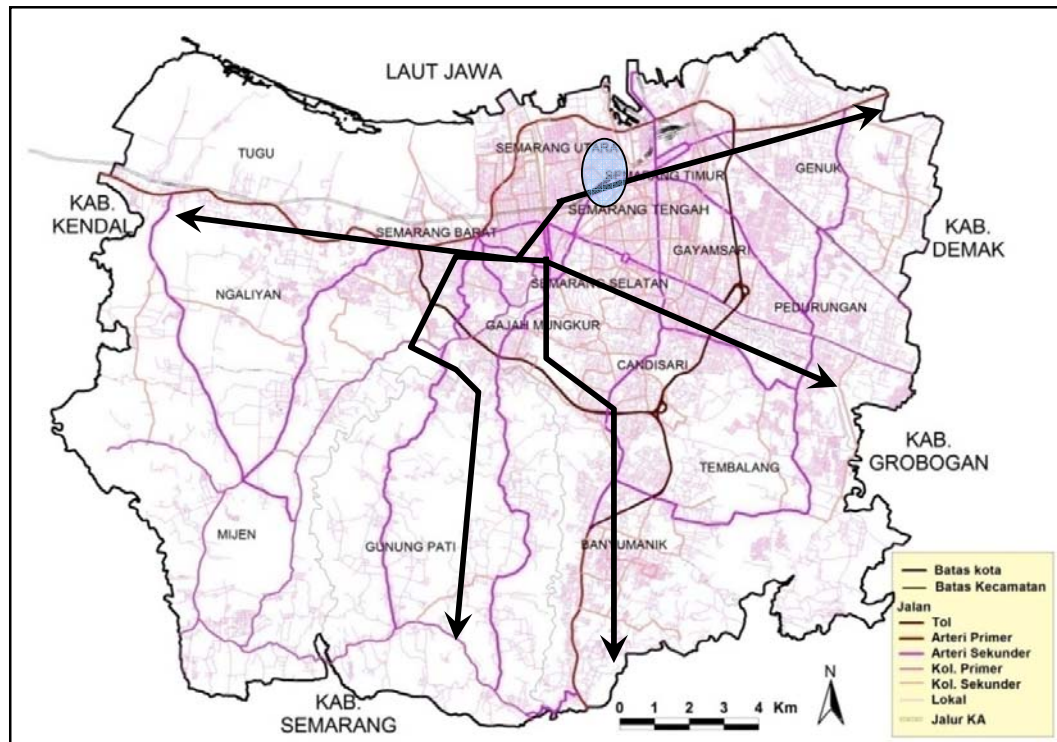 LAUT JAWA
TUGU
SEMARANG UTARA
GENUK
SEMARANG TIMUR
KAB.
KENDAL
SEMARANG TENGAH
SEMARANG BARAT
KAB.
DEMAK
GAYAMSARI
NGALIYAN
SEMARANG SELATAN
PEDURUNGAN
GAJAH MUNGKUR
CANDISARI
KAB.
GROBOGAN
TEMBALANG
MIJEN
GUNUNG PATI
BANYUMANIK
KAB.
SEMARANG
Batas kota
Batas Kecamatan
Jalan
Tol
Arteri Primer
Arteri Sekunder
Kol. Primer
Kol. Sekunder
Lokal
Jalur KA
N
0 1 2 3 4 Km